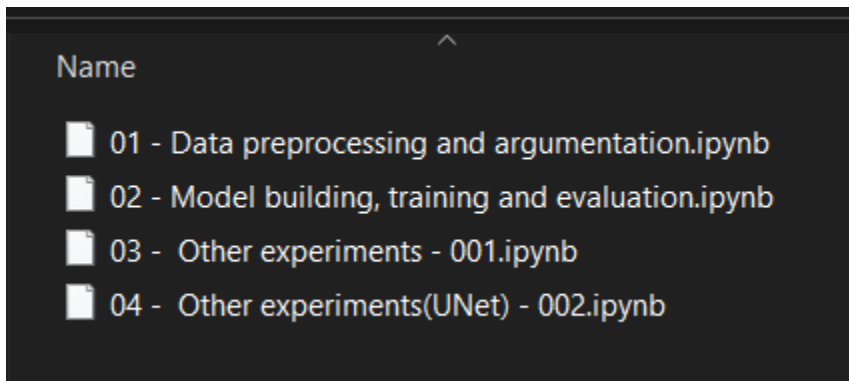 Name
01 - Data preprocessing and argumentation.ipynb
02 - Model building, training and evaluation.ipynb
03 -  Other experiments - 001.ipynb
04 -  Other experiments(UNet) - 002.ipynb